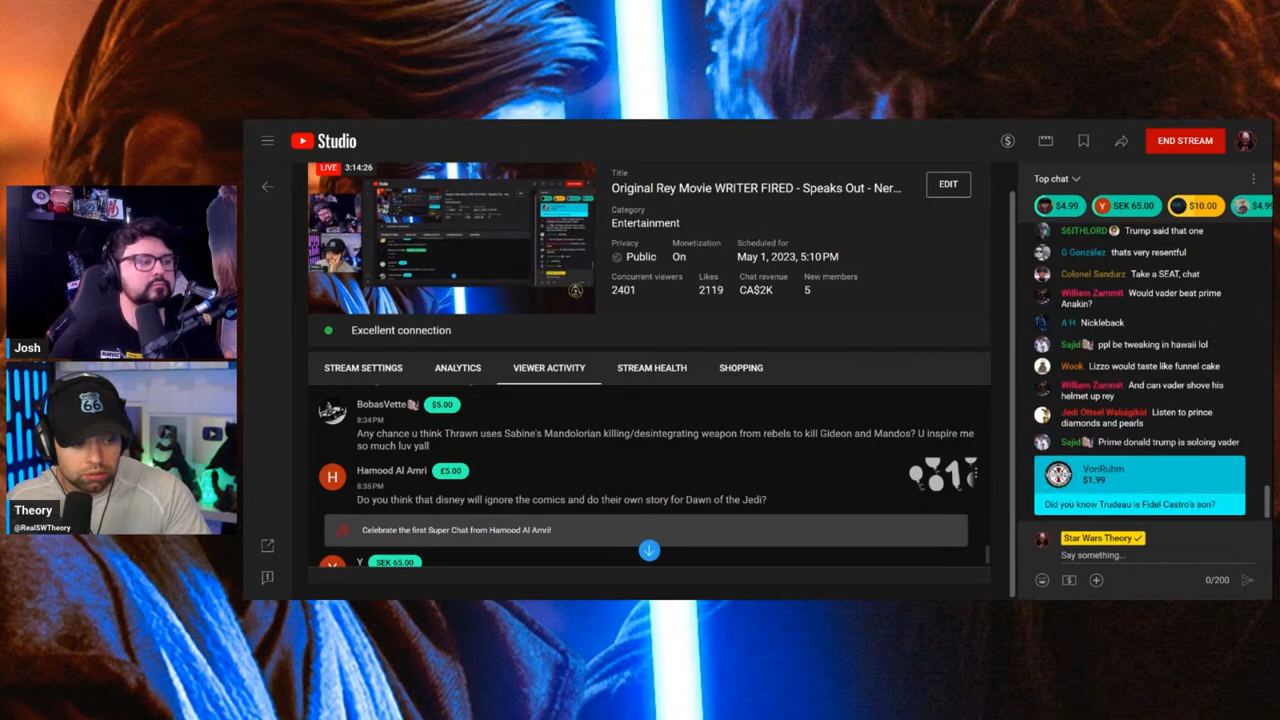 Studio
END STREAM
LIVE 3:14:26
Title
Original Rey Movie WRITER FIRED - Speaks Out - Ner...
EDIT
Category
Entertainment
Privacy Monetization Scheduled for
Public On May 1, 2023, 5:10 PM
Concurrent viewers Likes Chat revenue New members
2401 2119 CA$2K 5
Excellent connection
STREAM SETTINGS ANALYTICS VIEWER ACTIVITY STREAM HEALTH SHOPPING
BobasVette $5.00
8:34PM
Any chance u think Thrawn uses Sabine's Mandolorian killing/desintegrating weapon from rebels to kill Gideon and Mandos? U inspire me
so much luv yall
H Hamood Al Amri £5.00
8:35PM
Do you think that disney will ignore the comics and do their own story for Dawn of the Jedi?
Celebrate the first Super Chat from Hamood Al Amri!
Y SEK 65.00
Top chat
$4.99 Y SEK 65.00 $10.00 $4.99
S6ITHLORD Trump said that one
G González thats very resentful
Colonel Sandurz Take a SEAT, chat
William Zammit Would vader beat prime
Anakin?
A H Nickleback
Sajid ppl be tweaking in hawaii lol
Wook Lizzo would taste like funnel cake
William Zammit And can vader shove his
helmet up rey
Jedi Ottsel Waluigikid Listen to prince
diamonds and pearls
Sajid Prime donald trump is soloing vader
VonRuhm
$1.99
Did you know Trudeau is Fidel Castro's son?
Star Wars Theory
Say something...
0/200
Josh
66
Theory
@RealSWTheory